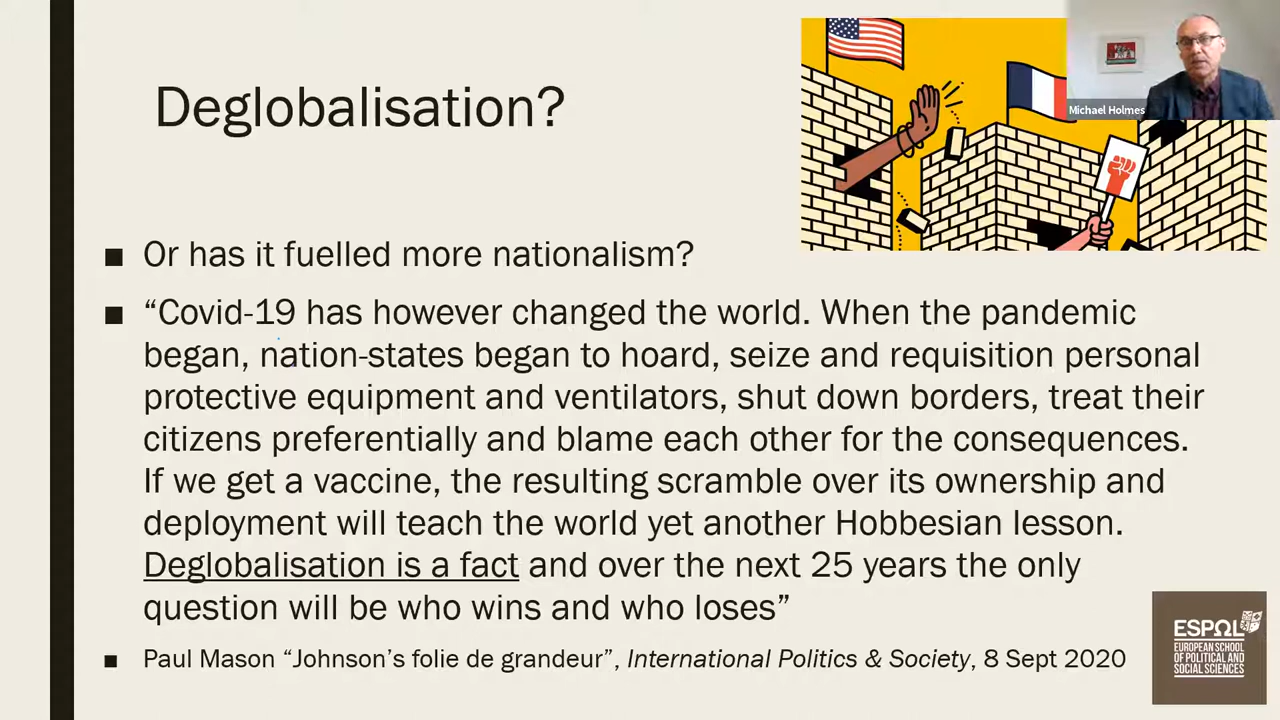 Deglobalisation?
Michael Holmes
■ Or has it fuelled more nationalism?
■ “Covid-19 has however changed the world. When the pandemic
began, nation-states began to hoard, seize and requisition personal
protective equipment and ventilators, shut down borders, treat their
citizens preferentially and blame each other for the consequences.
If we get a vaccine, the resulting scramble over its ownership and
deployment will teach the world yet another Hobbesian lesson.
Deglobalisation is a fact and over the next 25 years the only
question will be who wins and who loses”
■ Paul Mason “Johnson’s folie de grandeur”, International Politics & Society, 8 Sept 2020
ESPΩL
EUROPEAN SCHOOL
OF POLITICAL AND
SOCIAL SCIENCES